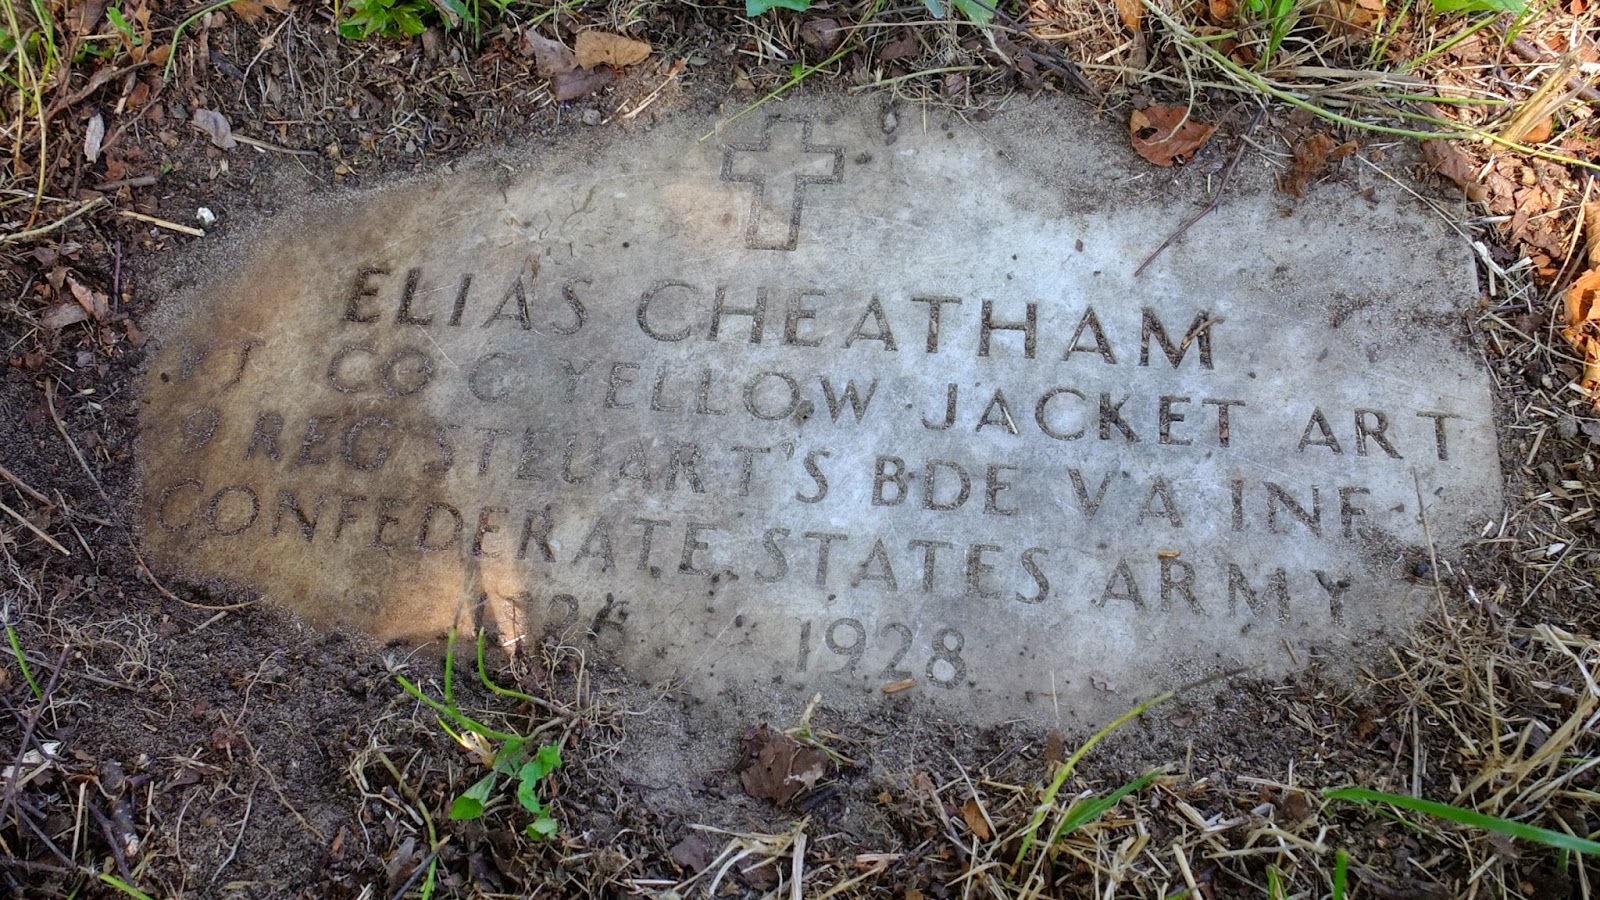 ELIAS CHEATHAM
CO C YELLOW JACKET ART
9 REG STEUART'S BDE VA INF
CONFEDERATE STATES ARMY
1928